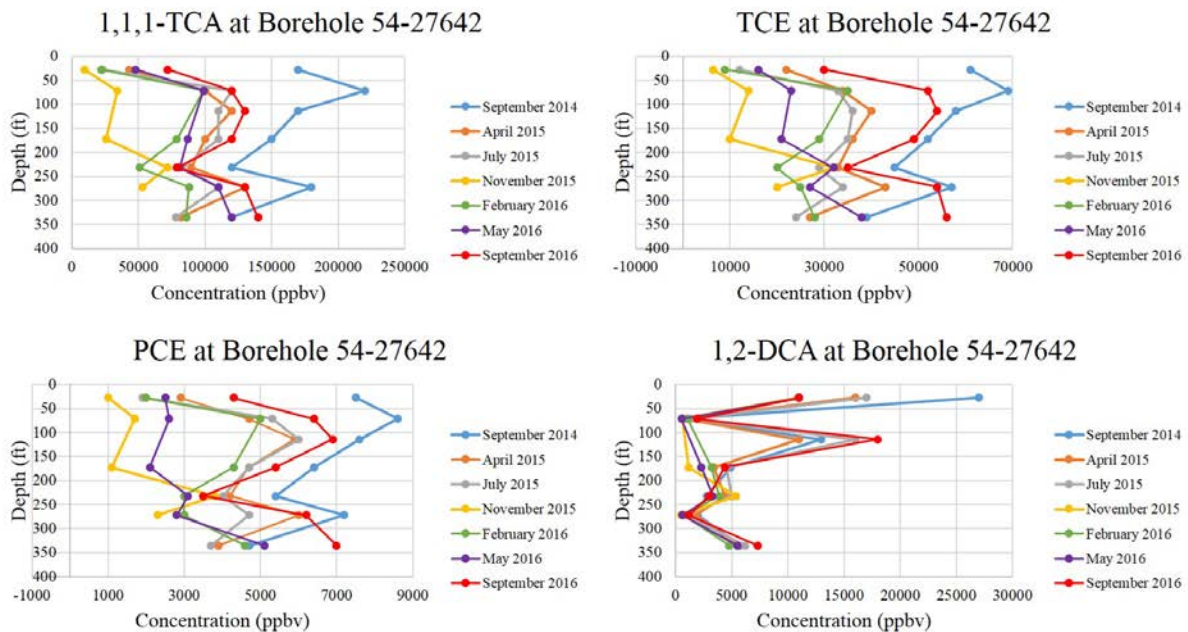 1,1,1-TCA at Borehole 54-27642
0
50
100
150
200
250
300
350
400
Depth (ft)
0
50000
100000
150000
200000
250000
Concentration (ppbv)
September 2014
April 2015
July 2015
November 2015
February 2016
May 2016
September 2016
TCE at Borehole 54-27642
0
50
100
150
200
250
300
350
400
Depth (ft)
-10000
10000
30000
50000
70000
Concentration (ppbv)
September 2014
April 2015
July 2015
November 2015
February 2016
May 2016
September 2016
PCE at Borehole 54-27642
0
50
100
150
200
250
300
350
400
Depth (ft)
-1000
1000
3000
5000
7000
9000
Concentration (ppbv)
September 2014
April 2015
July 2015
November 2015
February 2016
May 2016
September 2016
1,2-DCA at Borehole 54-27642
0
50
100
150
200
250
300
350
400
Depth (ft)
0
5000
10000
15000
20000
25000
30000
Concentration (ppbv)
September 2014
April 2015
July 2015
November 2015
February 2016
May 2016
September 2016